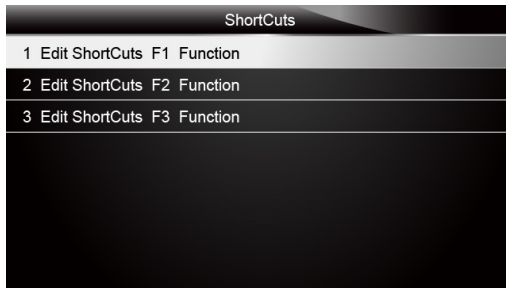 ShortCuts
1 Edit ShortCuts F1 Function
2 Edit ShortCuts F2 Function
3 Edit ShortCuts F3 Function